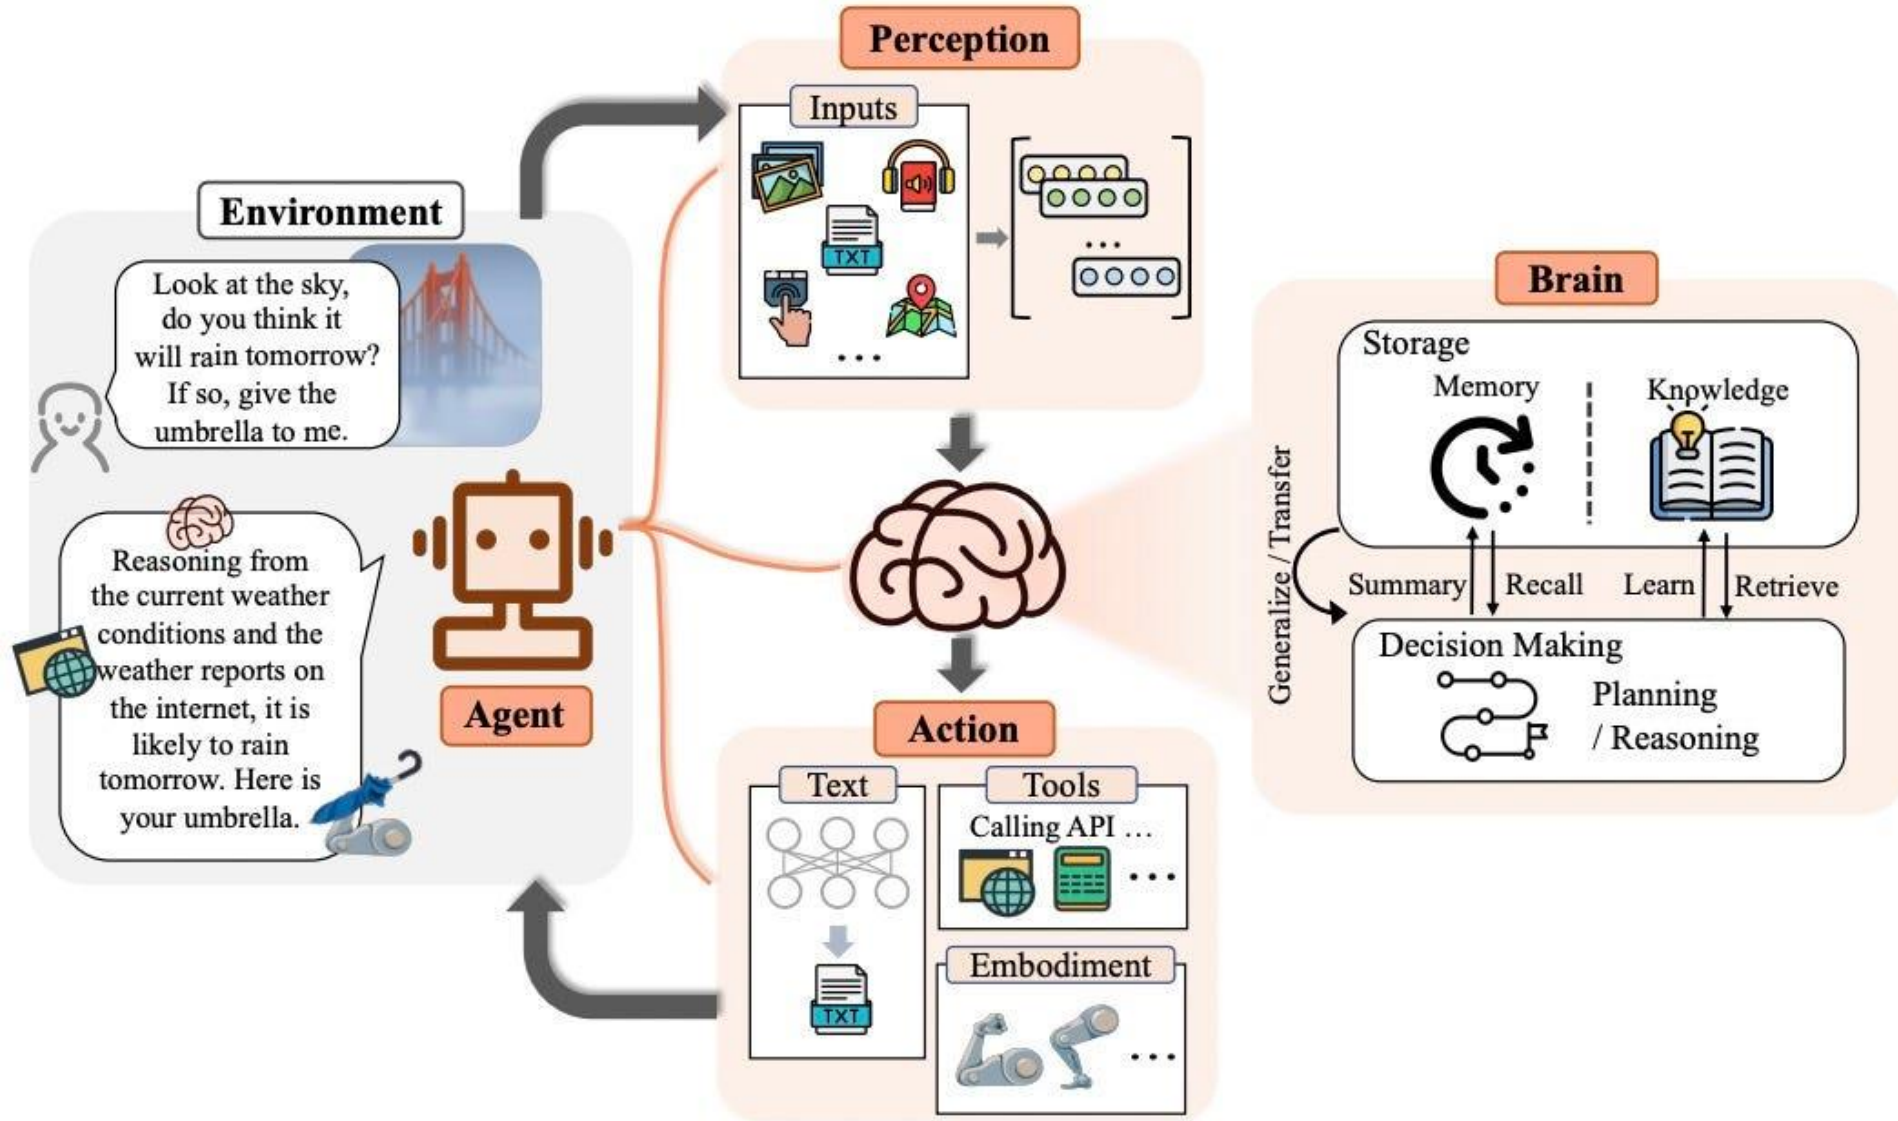 Perception
Inputs
TXT
...
...
Environment
Look at the sky,
do you think it
will rain tomorrow?
If so, give the
umbrella to me.
Reasoning from
the current weather
conditions and the
weather reports on
the internet, it is
likely to rain
tomorrow. Here is
your umbrella.
Agent
Brain
Storage
Memory
Knowledge
Generalize / Transfer
Summary
Recall
Learn
Retrieve
Decision Making
Planning
/ Reasoning
Action
Text
TXT
Tools
Calling API ...
...
Embodiment
...